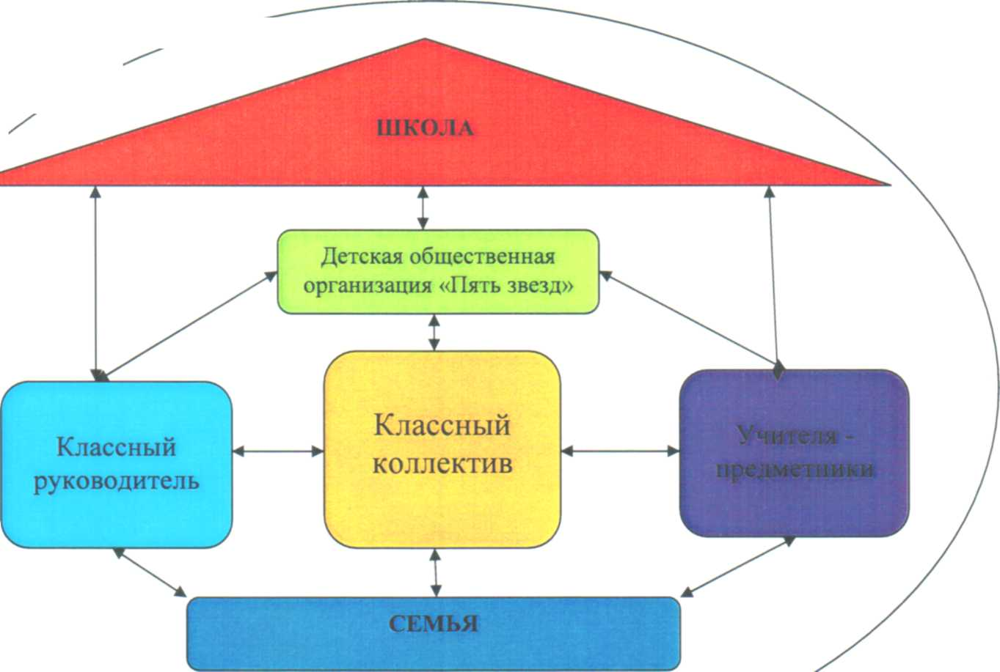 ШКОЛА
Детская общественная
организация «Пять звезд»
Классный
руководитель
Классный
коллектив
Учителя -
предметники
СЕМЬЯ